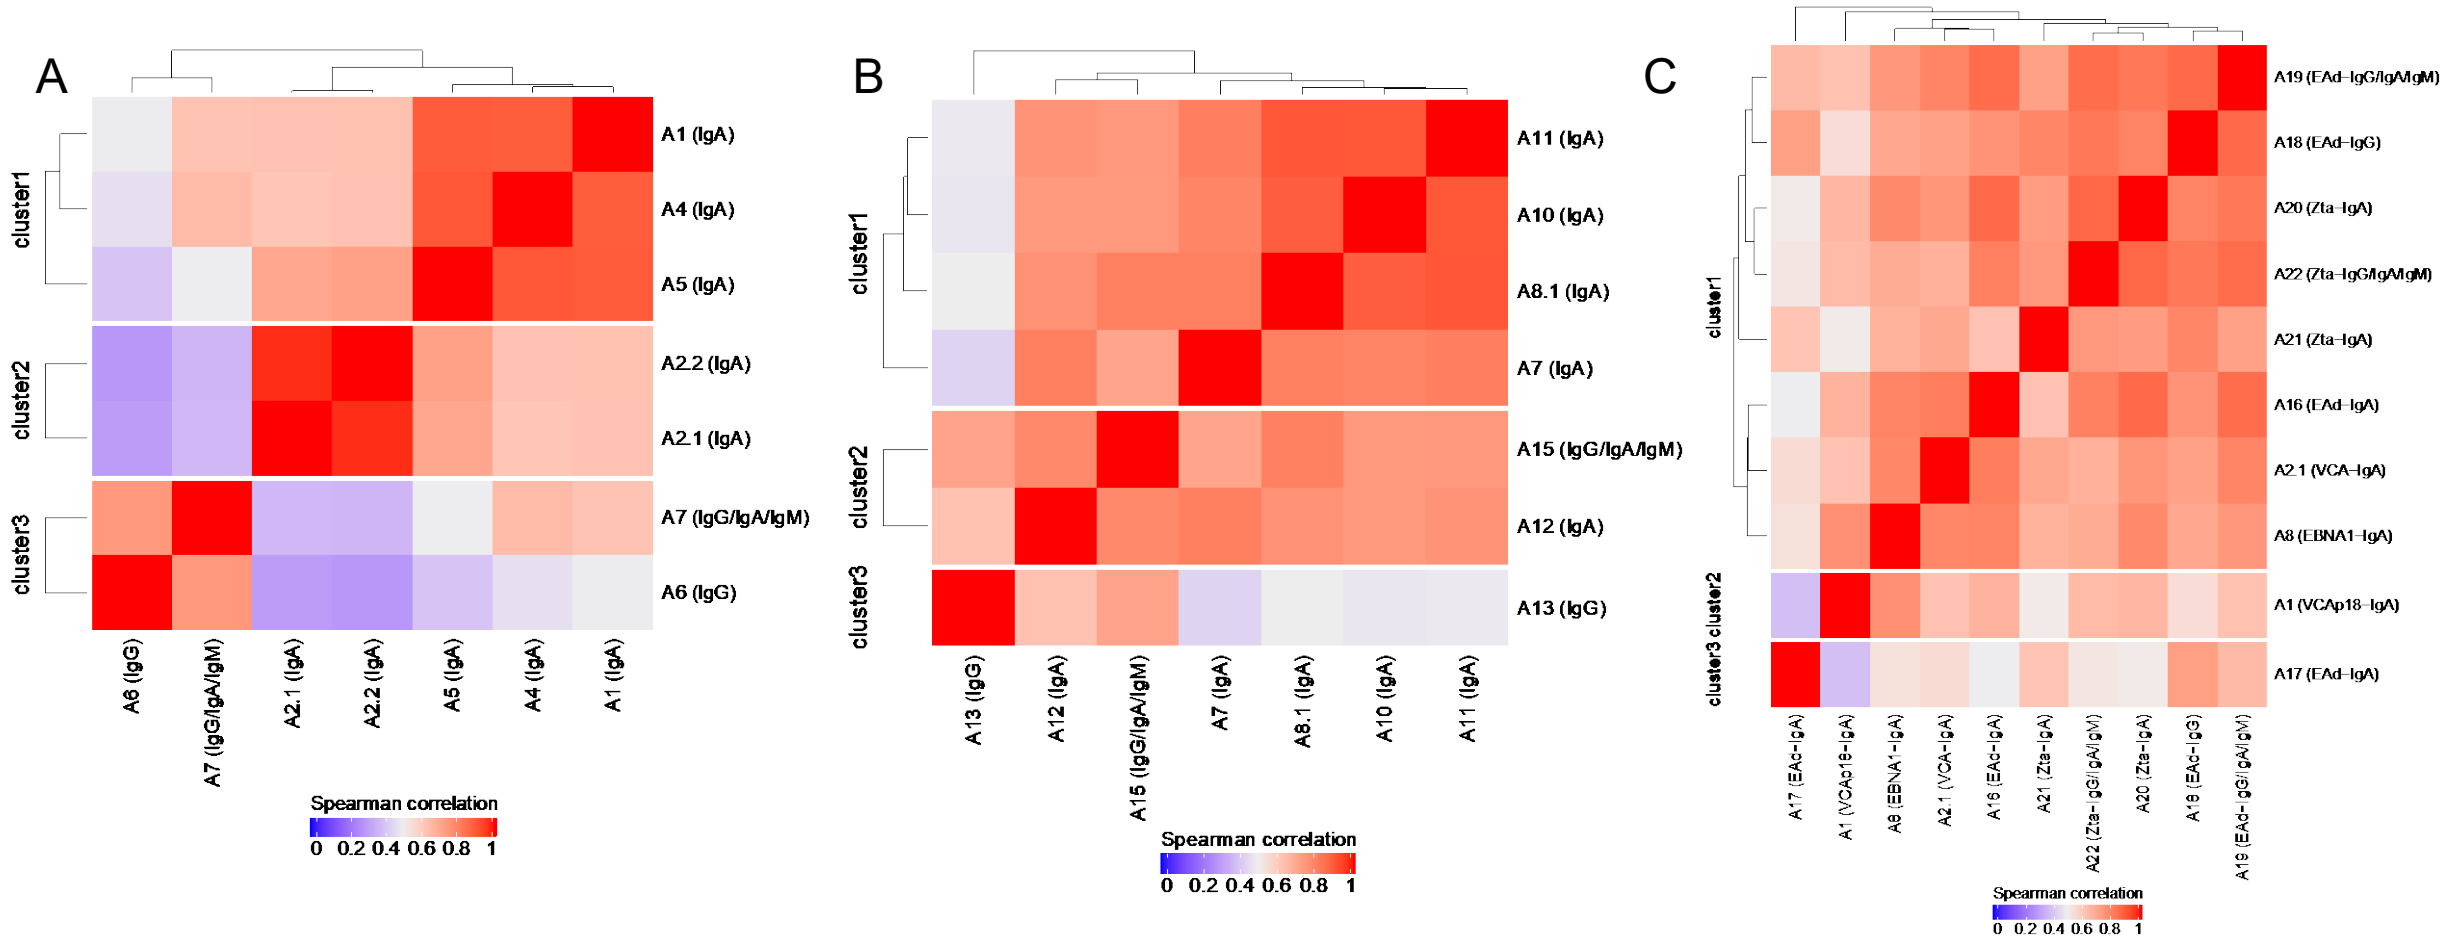 A
cluster1
cluster2
cluster3
A1 (IgA)
A4 (IgA)
A5 (IgA)
A2.2 (IgA)
A2.1 (IgA)
A7 (IgG/IgA/IgM)
A6 (IgG)
A6 (IgG)
A7 (IgG/IgA/IgM)
A2.1 (IgA)
A2.2 (IgA)
A5 (IgA)
A4 (IgA)
A1 (IgA)
Spearman correlation
0 0.2 0.4 0.6 0.8 1
B
cluster1
cluster2
cluster3
A11 (IgA)
A10 (IgA)
A8.1 (IgA)
A7 (IgA)
A15 (IgG/IgA/IgM)
A12 (IgA)
A13 (IgG)
A13 (IgG)
A12 (IgA)
A15 (IgG/IgA/IgM)
A7 (IgA)
A8.1 (IgA)
A10 (IgA)
A11 (IgA)
Spearman correlation
0 0.2 0.4 0.6 0.8 1
C
cluster1
cluster2
cluster3
A19 (EAd-IgG/IgA/IgM)
A18 (EAd-IgG)
A20 (Zta-IgA)
A22 (Zta-IgG/IgA/IgM)
A21 (Zta-IgA)
A16 (EAd-IgA)
A2.1 (VCA-IgA)
A8 (EBNA1-IgA)
A1 (VCAp18-IgA)
A17 (EAd-IgA)
A17 (EAd-IgA)
A1 (VCAp18-IgA)
A8 (EBNA1-IgA)
A2.1 (VCA-IgA)
A16 (EAd-IgA)
A21 (Zta-IgA)
A22 (Zta-IgG/IgA/IgM)
A20 (Zta-IgA)
A18 (EAd-IgG)
A19 (EAd-IgG/IgA/IgM)
Spearman correlation
0 0.2 0.4 0.6 0.8 1